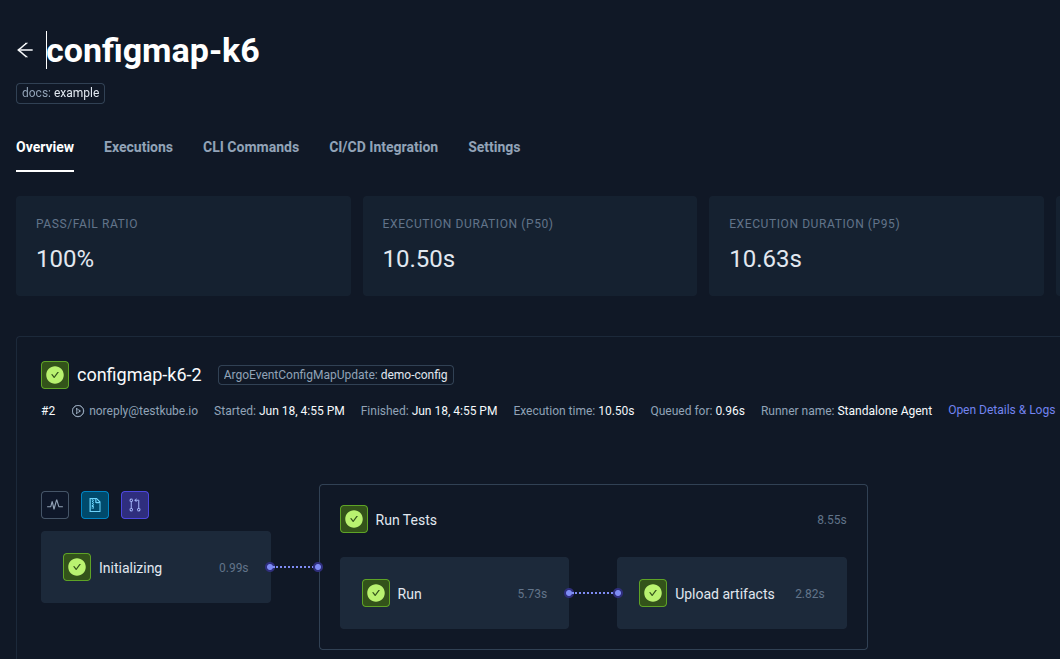 configmap-k6
docs: example
Overview Executions CLI Commands CI/CD Integration Settings
PASS/FAIL RATIO EXECUTION DURATION (P50) EXECUTION DURATION (P95)
100% 10.50s 10.63s
configmap-k6-2 ArgoEventConfigMapUpdate: demo-config
#2 noreply@testkube.io Started: Jun 18, 4:55 PM Finished: Jun 18, 4:55 PM Execution time: 10.50s Queued for: 0.96s Runner name: Standalone Agent Open Details & Logs
Run Tests 8.55s
Initializing 0.99s
Run 5.73s Upload artifacts 2.82s